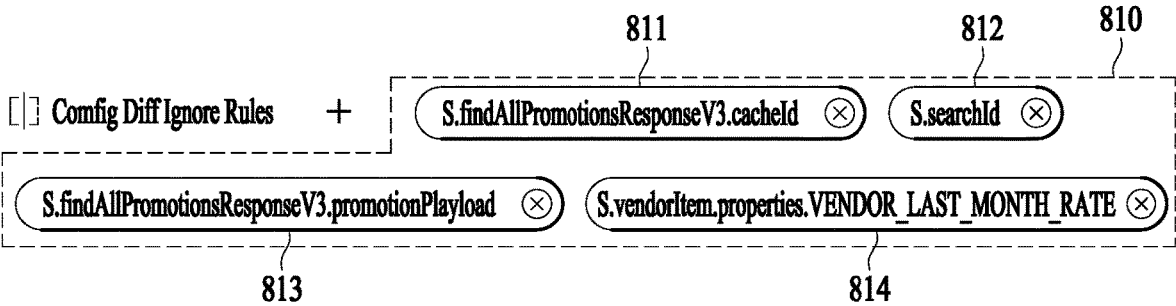 810
811
812
Comfig Diff Ignore Rules + S.findAllPromotionsResponseV3.cacheId S.searchId
S.findAllPromotionsResponseV3.promotionPlayload S.vendorItem.properties.VENDOR_LAST_MONTH_RATE
813
814